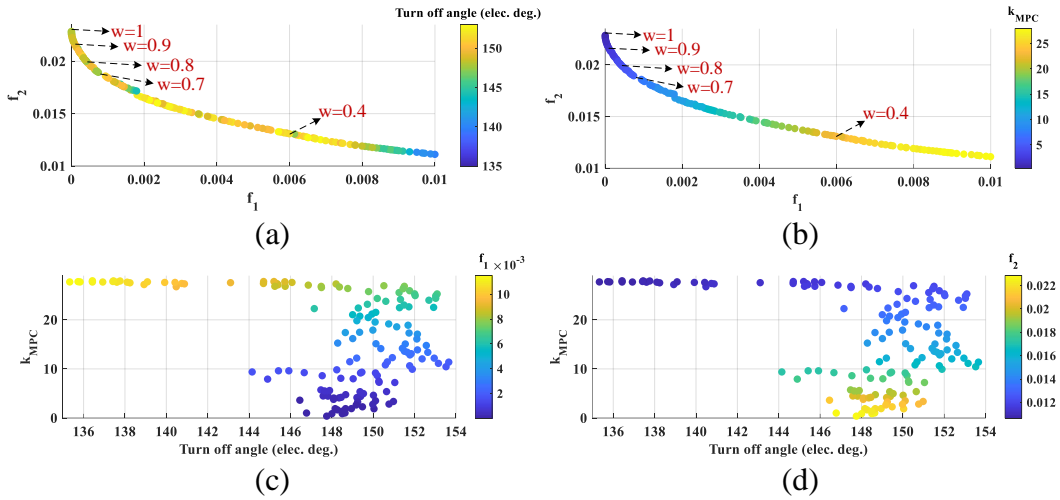 Turn off angle (elec. deg.)
w=1
w=0.9
w=0.8
w=0.7
w=0.4
0.02
0.015
0.01
f2
0 0.002 0.004 0.006 0.008 0.01
f1
150
145
140
135
(a)
kMPC
w=1
w=0.9
w=0.8
w=0.7
w=0.4
0.02
0.015
0.01
f2
0 0.002 0.004 0.006 0.008 0.01
f1
25
20
15
10
5
(b)
f1 ×10-3
20
10
0
kMPC
136 138 140 142 144 146 148 150 152 154
Turn off angle (elec. deg.)
10
8
6
4
2
(c)
f2
20
10
0
kMPC
136 138 140 142 144 146 148 150 152 154
Turn off angle (elec. deg.)
0.022
0.02
0.018
0.016
0.014
0.012
(d)